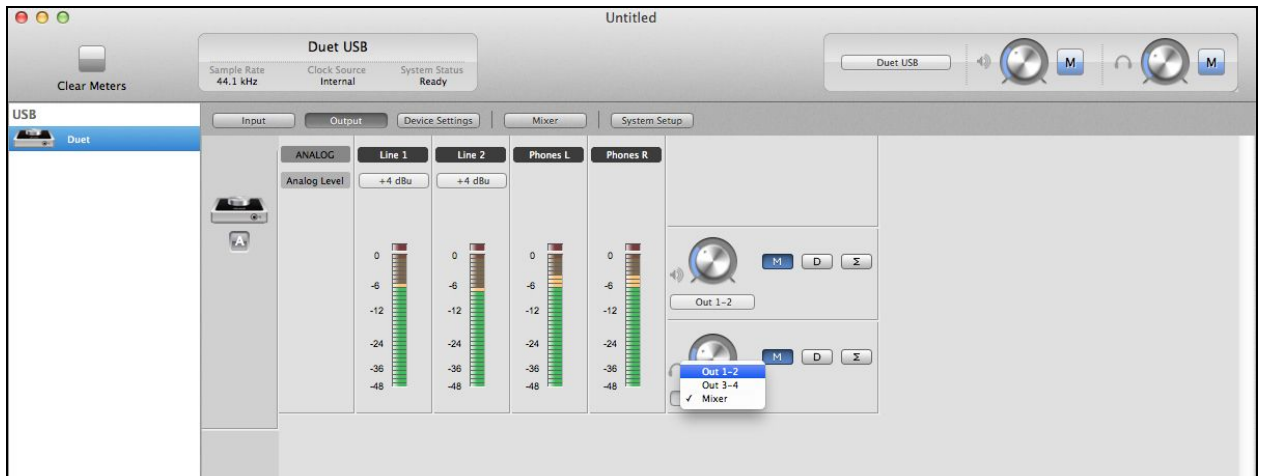 Untitled
Clear Meters
Duet USB
Sample Rate Clock Source System Status
44.1 kHz Internal Ready
Duet USB M M
USB
Duet
Input Output Device Settings Mixer System Setup
ANALOG Line 1 Line 2 Phones L Phones R
Analog Level +4 dBu +4 dBu
A
0 0 0 0
-6 -6 -6 -6
-12 -12 -12 -12
-24 -24 -24 -24
-36 -36 -36 -36
-48 -48 -48 -48
M D Σ
Out 1-2
M D Σ
Out 1-2
Out 3-4
✓ Mixer